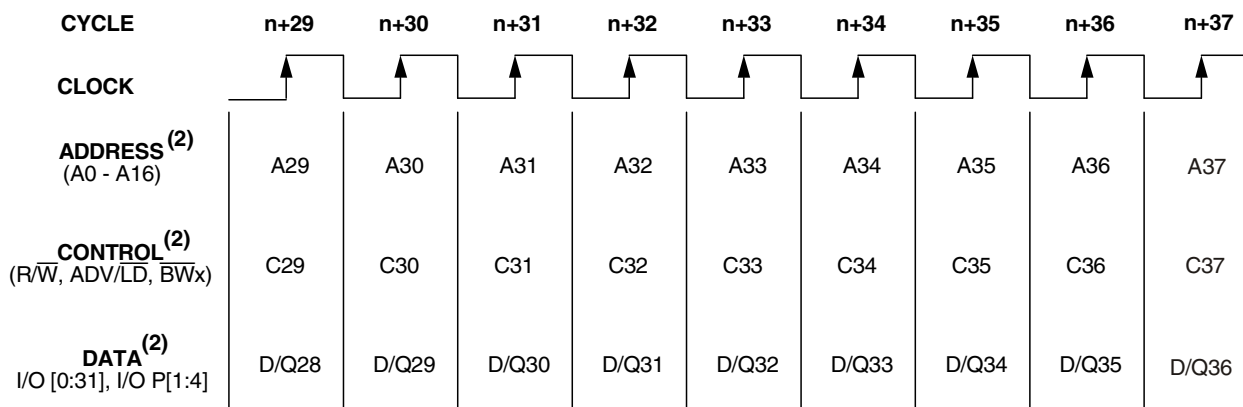 CYCLE n+29 n+30 n+31 n+32 n+33 n+34 n+35 n+36 n+37
CLOCK
ADDRESS(2)
(A0 - A16) A29 A30 A31 A32 A33 A34 A35 A36 A37
CONTROL(2)
(R/W̅, ADV/L̅D̅, B̅W̅x) C29 C30 C31 C32 C33 C34 C35 C36 C37
DATA(2)
I/O [0:31], I/O P[1:4] D/Q28 D/Q29 D/Q30 D/Q31 D/Q32 D/Q33 D/Q34 D/Q35 D/Q36